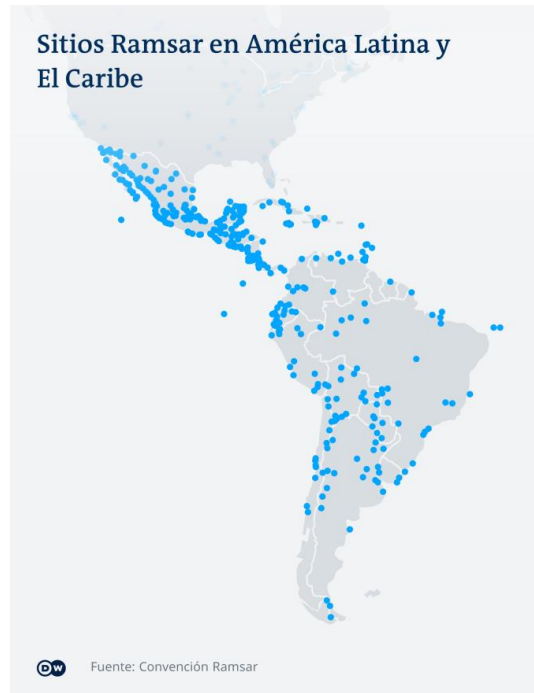 Sitios Ramsar en América Latina y
El Caribe
DW Fuente: Convención Ramsar